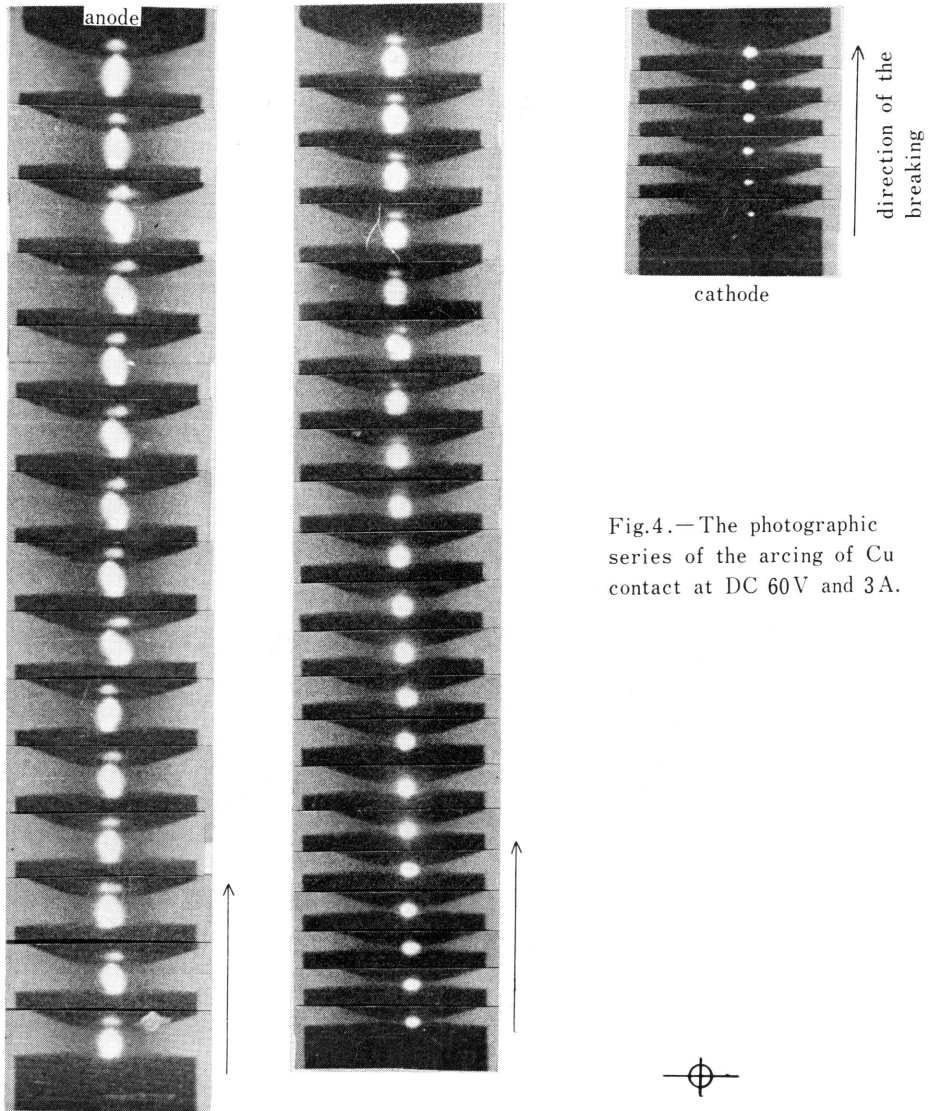 anode
direction of the
breaking
cathode
Fig.4.—The photographic
series of the arcing of Cu
contact at DC 60V and 3A.